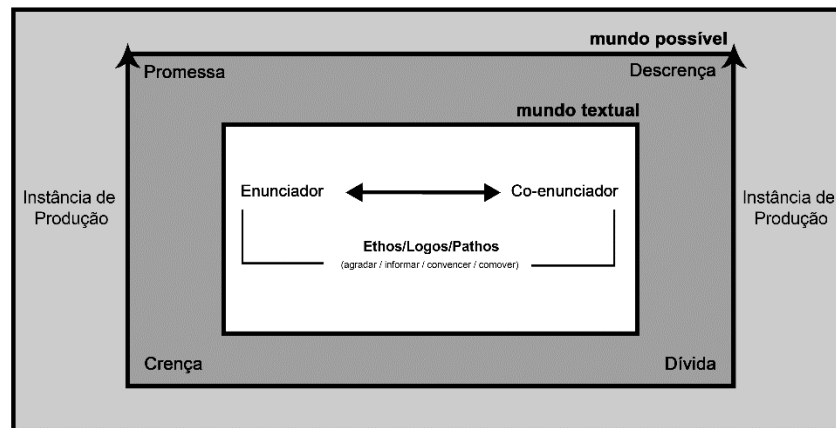 mundo possível
Promessa
Descrença
mundo textual
Instância de
Produção
Enunciador
Co-enunciador
Instância de
Produção
Ethos/Logos/Pathos
(agradar / informar / convencer / comover)
Crença
Dívida